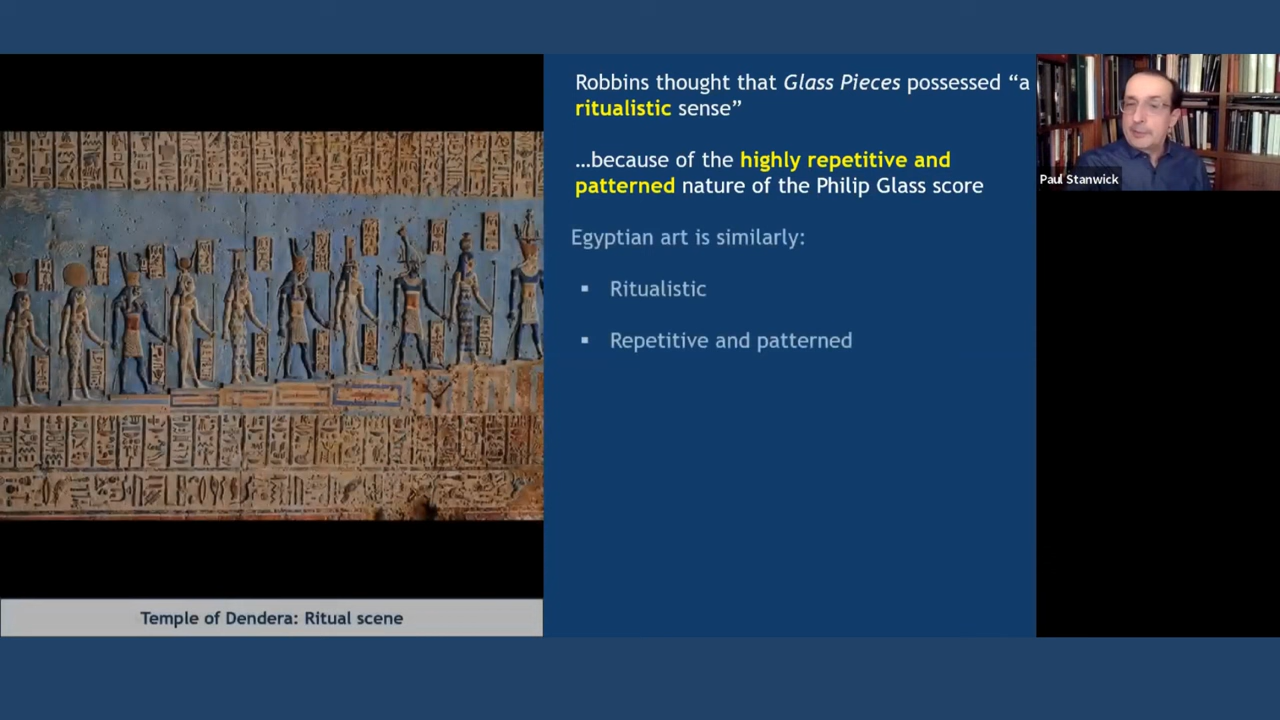 Robbins thought that Glass Pieces possessed “a
ritualistic sense”
…because of the highly repetitive and
patterned nature of the Philip Glass score
Egyptian art is similarly:
▪ Ritualistic
▪ Repetitive and patterned
Temple of Dendera: Ritual scene
Paul Stanwick